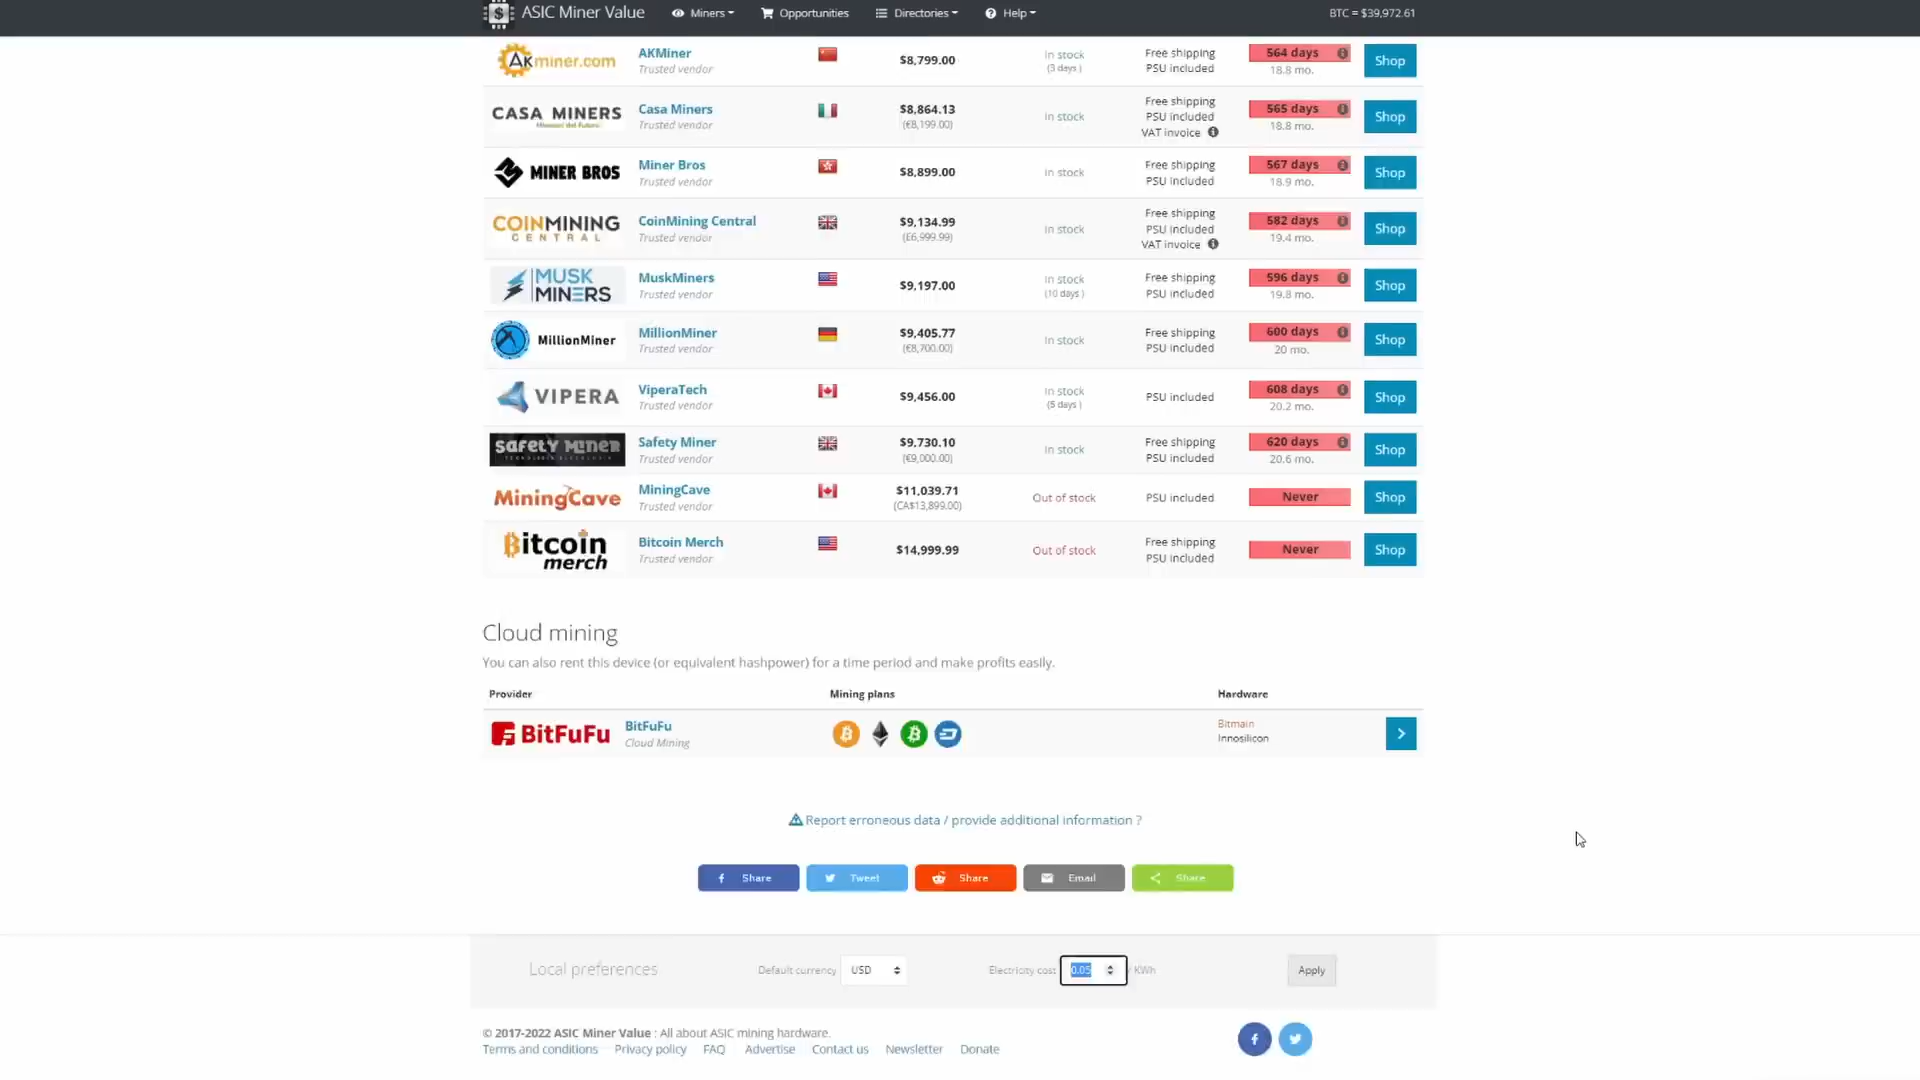 ASIC Miner Value Miners Opportunities Directories Help BTC = $39,972.61
AKminer.com AKMiner $8,799.00 In stock Free shipping 564 days Shop
Trusted vendor (3 days ) PSU included 18.8 mo.
CASA MINERS Casa Miners $8,864.13 In stock Free shipping 565 days Shop
Trusted vendor (€8,199.00) PSU included 18.8 mo.
VAT invoice
MINER BROS Miner Bros $8,899.00 In stock Free shipping 567 days Shop
Trusted vendor PSU included 18.9 mo.
COINMINING CoinMining Central $9,134.99 In stock Free shipping 582 days Shop
CENTRAL Trusted vendor (£6,999.99) PSU included 19.4 mo.
VAT invoice
MUSK MuskMiners $9,197.00 In stock Free shipping 596 days Shop
MINERS Trusted vendor (10 days ) PSU included 19.8 mo.
MillionMiner MillionMiner $9,405.77 In stock Free shipping 600 days Shop
Trusted vendor (€8,700.00) PSU included 20 mo.
VIPERA ViperaTech $9,456.00 In stock PSU included 608 days Shop
Trusted vendor (5 days ) 20.2 mo.
SAFETY MINER Safety Miner $9,730.10 In stock Free shipping 620 days Shop
Trusted vendor (€9,000.00) PSU included 20.6 mo.
MiningCave MiningCave $11,039.71 Out of stock PSU included Never Shop
Trusted vendor (CA$13,899.00)
Bitcoin Bitcoin Merch $14,999.99 Out of stock Free shipping Never Shop
merch Trusted vendor PSU included
Cloud mining
You can also rent this device (or equivalent hashpower) for a time period and make profits easily.
Provider Mining plans Hardware
BitFuFu BitFuFu Bitmain
Cloud Mining Innosilicon
Report erroneous data / provide additional information ?
Share Tweet Share Email Share
Local preferences Default currency USD Electricity cost 0.05 / KWh Apply
© 2017-2022 ASIC Miner Value : All about ASIC mining hardware.
Terms and conditions Privacy policy FAQ Advertise Contact us Newsletter Donate